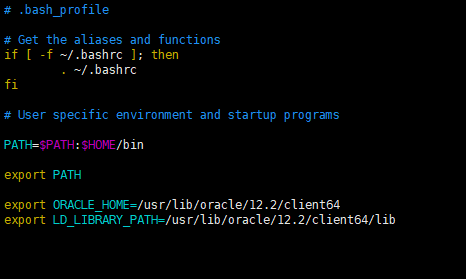 # .bash_profile
# Get the aliases and functions
if [ -f ~/.bashrc ]; then
        . ~/.bashrc
fi
# User specific environment and startup programs
PATH=$PATH:$HOME/bin
export PATH
export ORACLE_HOME=/usr/lib/oracle/12.2/client64
export LD_LIBRARY_PATH=/usr/lib/oracle/12.2/client64/lib